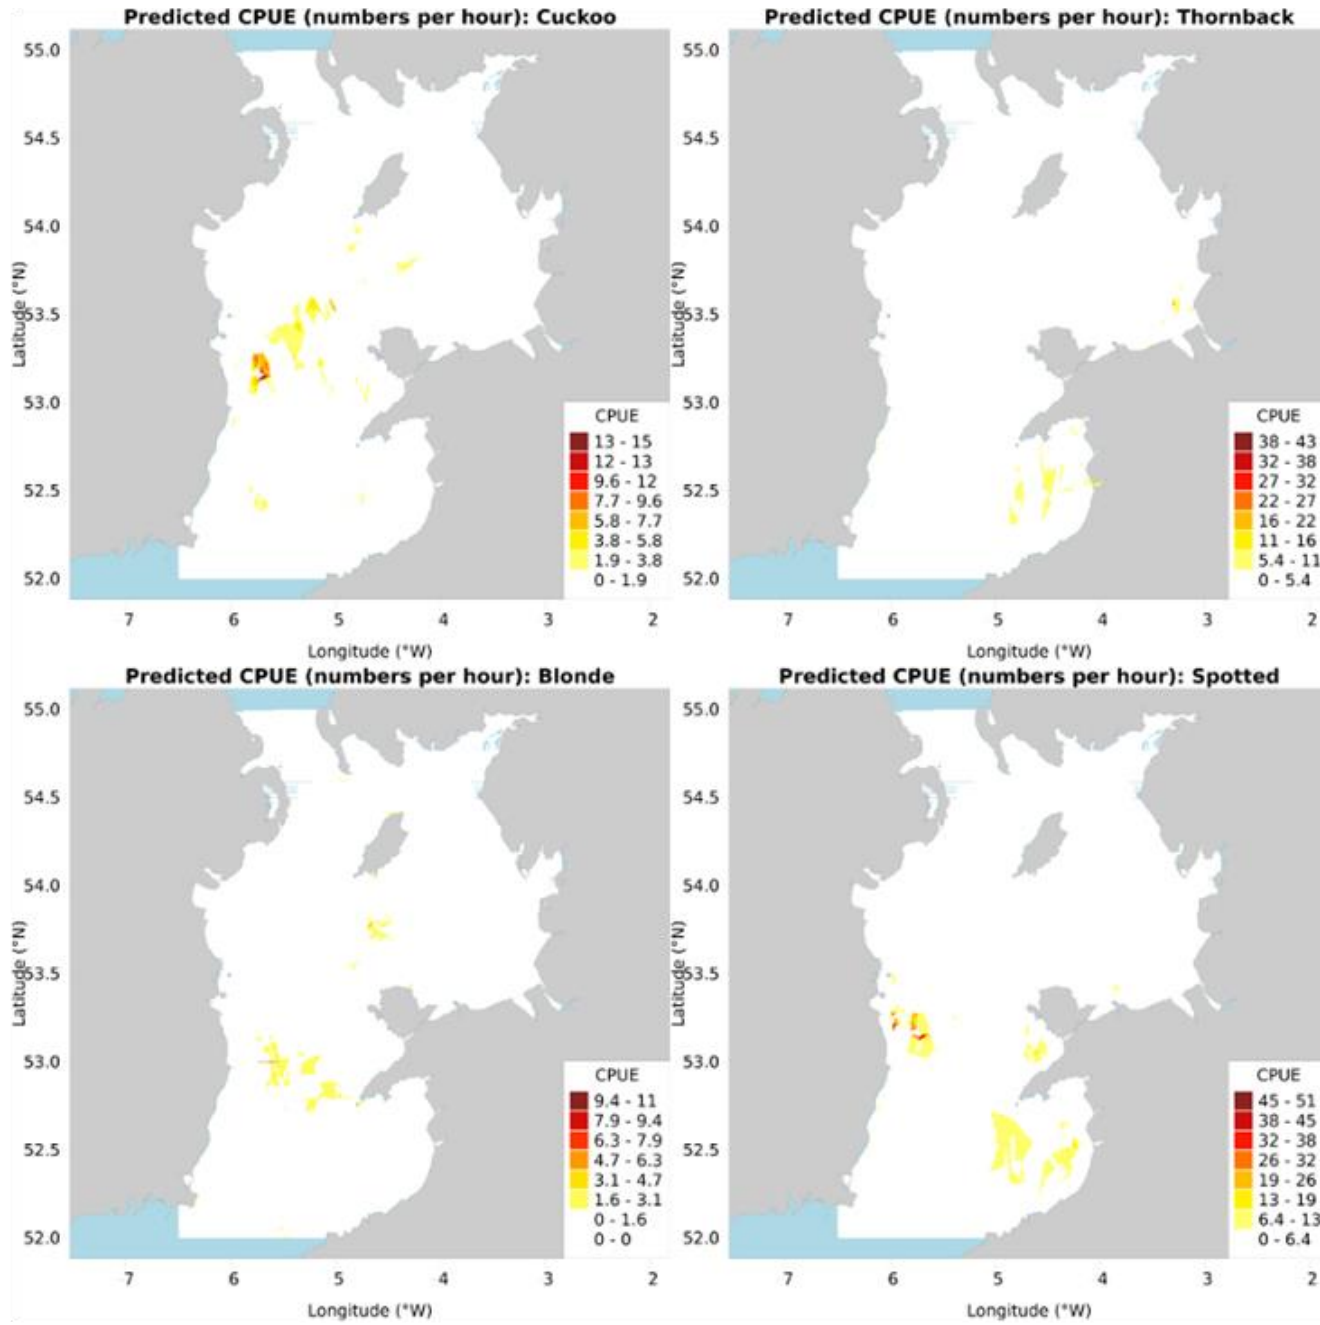 Predicted CPUE (numbers per hour): Cuckoo
55.0
54.5
54.0
53.5
53.0
52.5
52.0
Latitude (°N)
7 6 5 4 3 2
Longitude (°W)
CPUE
13 - 15
12 - 13
9.6 - 12
7.7 - 9.6
5.8 - 7.7
3.8 - 5.8
1.9 - 3.8
0 - 1.9
Predicted CPUE (numbers per hour): Thornback
55.0
54.5
54.0
53.5
53.0
52.5
52.0
Latitude (°N)
7 6 5 4 3 2
Longitude (°W)
CPUE
38 - 43
32 - 38
27 - 32
22 - 27
16 - 22
11 - 16
5.4 - 11
0 - 5.4
Predicted CPUE (numbers per hour): Blonde
55.0
54.5
54.0
53.5
53.0
52.5
52.0
Latitude (°N)
7 6 5 4 3 2
Longitude (°W)
CPUE
9.4 - 11
7.9 - 9.4
6.3 - 7.9
4.7 - 6.3
3.1 - 4.7
1.6 - 3.1
0 - 1.6
0 - 0
Predicted CPUE (numbers per hour): Spotted
55.0
54.5
54.0
53.5
53.0
52.5
52.0
Latitude (°N)
7 6 5 4 3 2
Longitude (°W)
CPUE
45 - 51
38 - 45
32 - 38
26 - 32
19 - 26
13 - 19
6.4 - 13
0 - 6.4